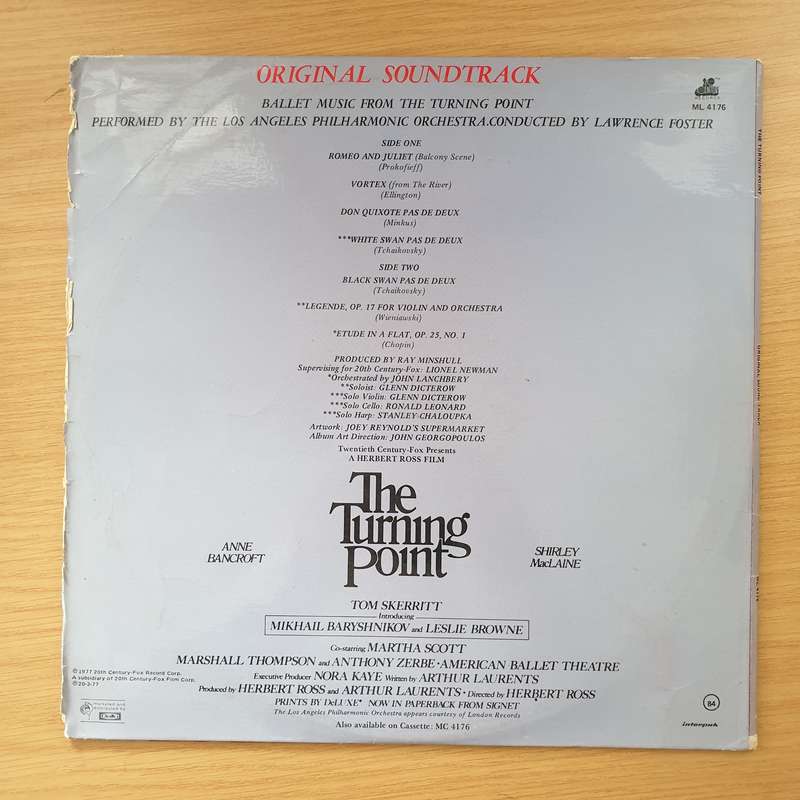 ORIGINAL SOUNDTRACK
RECORDS
ML 4176
BALLET MUSIC FROM THE TURNING POINT
PERFORMED BY THE LOS ANGELES PHILHARMONIC ORCHESTRA.CONDUCTED BY LAWRENCE FOSTER
SIDE ONE
ROMEO AND JULIET (Balcony Scene)
(Prokofieff)
VORTEX (from The River)
(Ellington)
DON QUIXOTE PAS DE DEUX
(Minkus)
***WHITE SWAN PAS DE DEUX
(Tchaikovsky)
SIDE TWO
BLACK SWAN PAS DE DEUX
(Tchaikovsky)
**LEGENDE, OP. 17 FOR VIOLIN AND ORCHESTRA
(Wieniawski)
*ETUDE IN A FLAT, OP. 25, NO. 1
(Chopin)
PRODUCED BY RAY MINSHULL
Supervising for 20th Century-Fox: LIONEL NEWMAN
*Orchestrated by JOHN LANCHBERY
**Soloist: GLENN DICTEROW
***Solo Violin: GLENN DICTEROW
***Solo Cello: RONALD LEONARD
***Solo Harp: STANLEY CHALOUPKA
Artwork: JOEY REYNOLD'S SUPERMARKET
Album Art Direction: JOHN GEORGOPOULOS
Twentieth Century-Fox Presents
A HERBERT ROSS FILM
The
Turning
Point
ANNE
BANCROFT
SHIRLEY
MacLAINE
TOM SKERRITT
Introducing
MIKHAIL BARYSHNIKOV and LESLIE BROWNE
Co-starring MARTHA SCOTT
MARSHALL THOMPSON and ANTHONY ZERBE·AMERICAN BALLET THEATRE
Executive Producer NORA KAYE Written by ARTHUR LAURENTS
Produced by HERBERT ROSS and ARTHUR LAURENTS· Directed by HERBERT ROSS
PRINTS BY DeLUXE* NOW IN PAPERBACK FROM SIGNET
The Los Angeles Philharmonic Orchestra appears courtesy of London Records
Also available on Cassette: MC 4176
℗ 1977 20th Century-Fox Record Corp.
A subsidiary of 20th Century-Fox Film Corp.
©20-3-77
Marketed and
distributed by
84
interpak
THE TURNING POINT